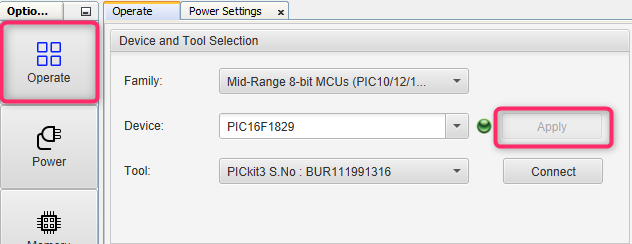 Optio...
Operate
Power Settings
x
Operate
Power
Memory
Device and Tool Selection
Family:
Mid-Range 8-bit MCUs (PIC10/12/1...
Device:
PIC16F1829
Apply
Tool:
PICkit3 S.No : BUR111991316
Connect